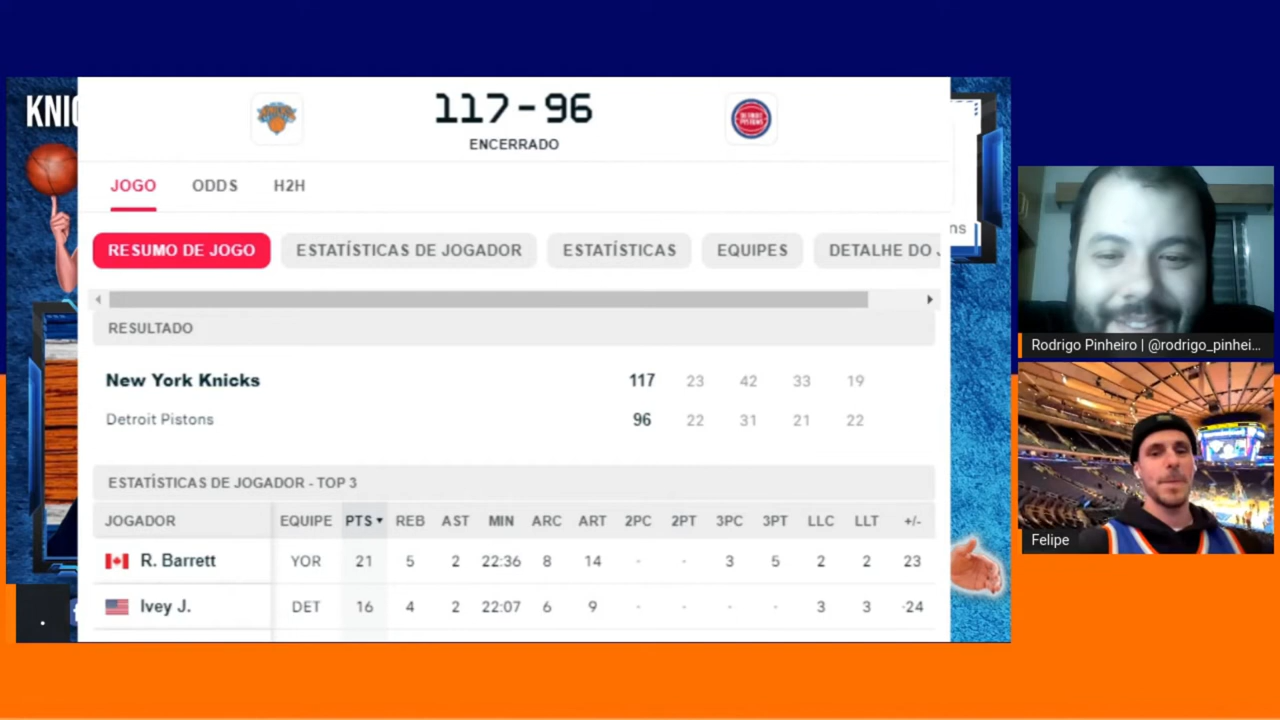 KNIC
117-96
ENCERRADO
JOGO ODDS H2H
RESUMO DE JOGO ESTATÍSTICAS DE JOGADOR ESTATÍSTICAS EQUIPES DETALHE DO J
ns
RESULTADO
New York Knicks 117 23 42 33 19
Detroit Pistons 96 22 31 21 22
ESTATÍSTICAS DE JOGADOR - TOP 3
JOGADOR EQUIPE PTS▾ REB AST MIN ARC ART 2PC 2PT 3PC 3PT LLC LLT +/-
R. Barrett YOR 21 5 2 22:36 8 14 - - 3 5 2 2 23
Ivey J. DET 16 4 2 22:07 6 9 - - - - 3 3 -24
Rodrigo Pinheiro | @rodrigo_pinhei...
Felipe